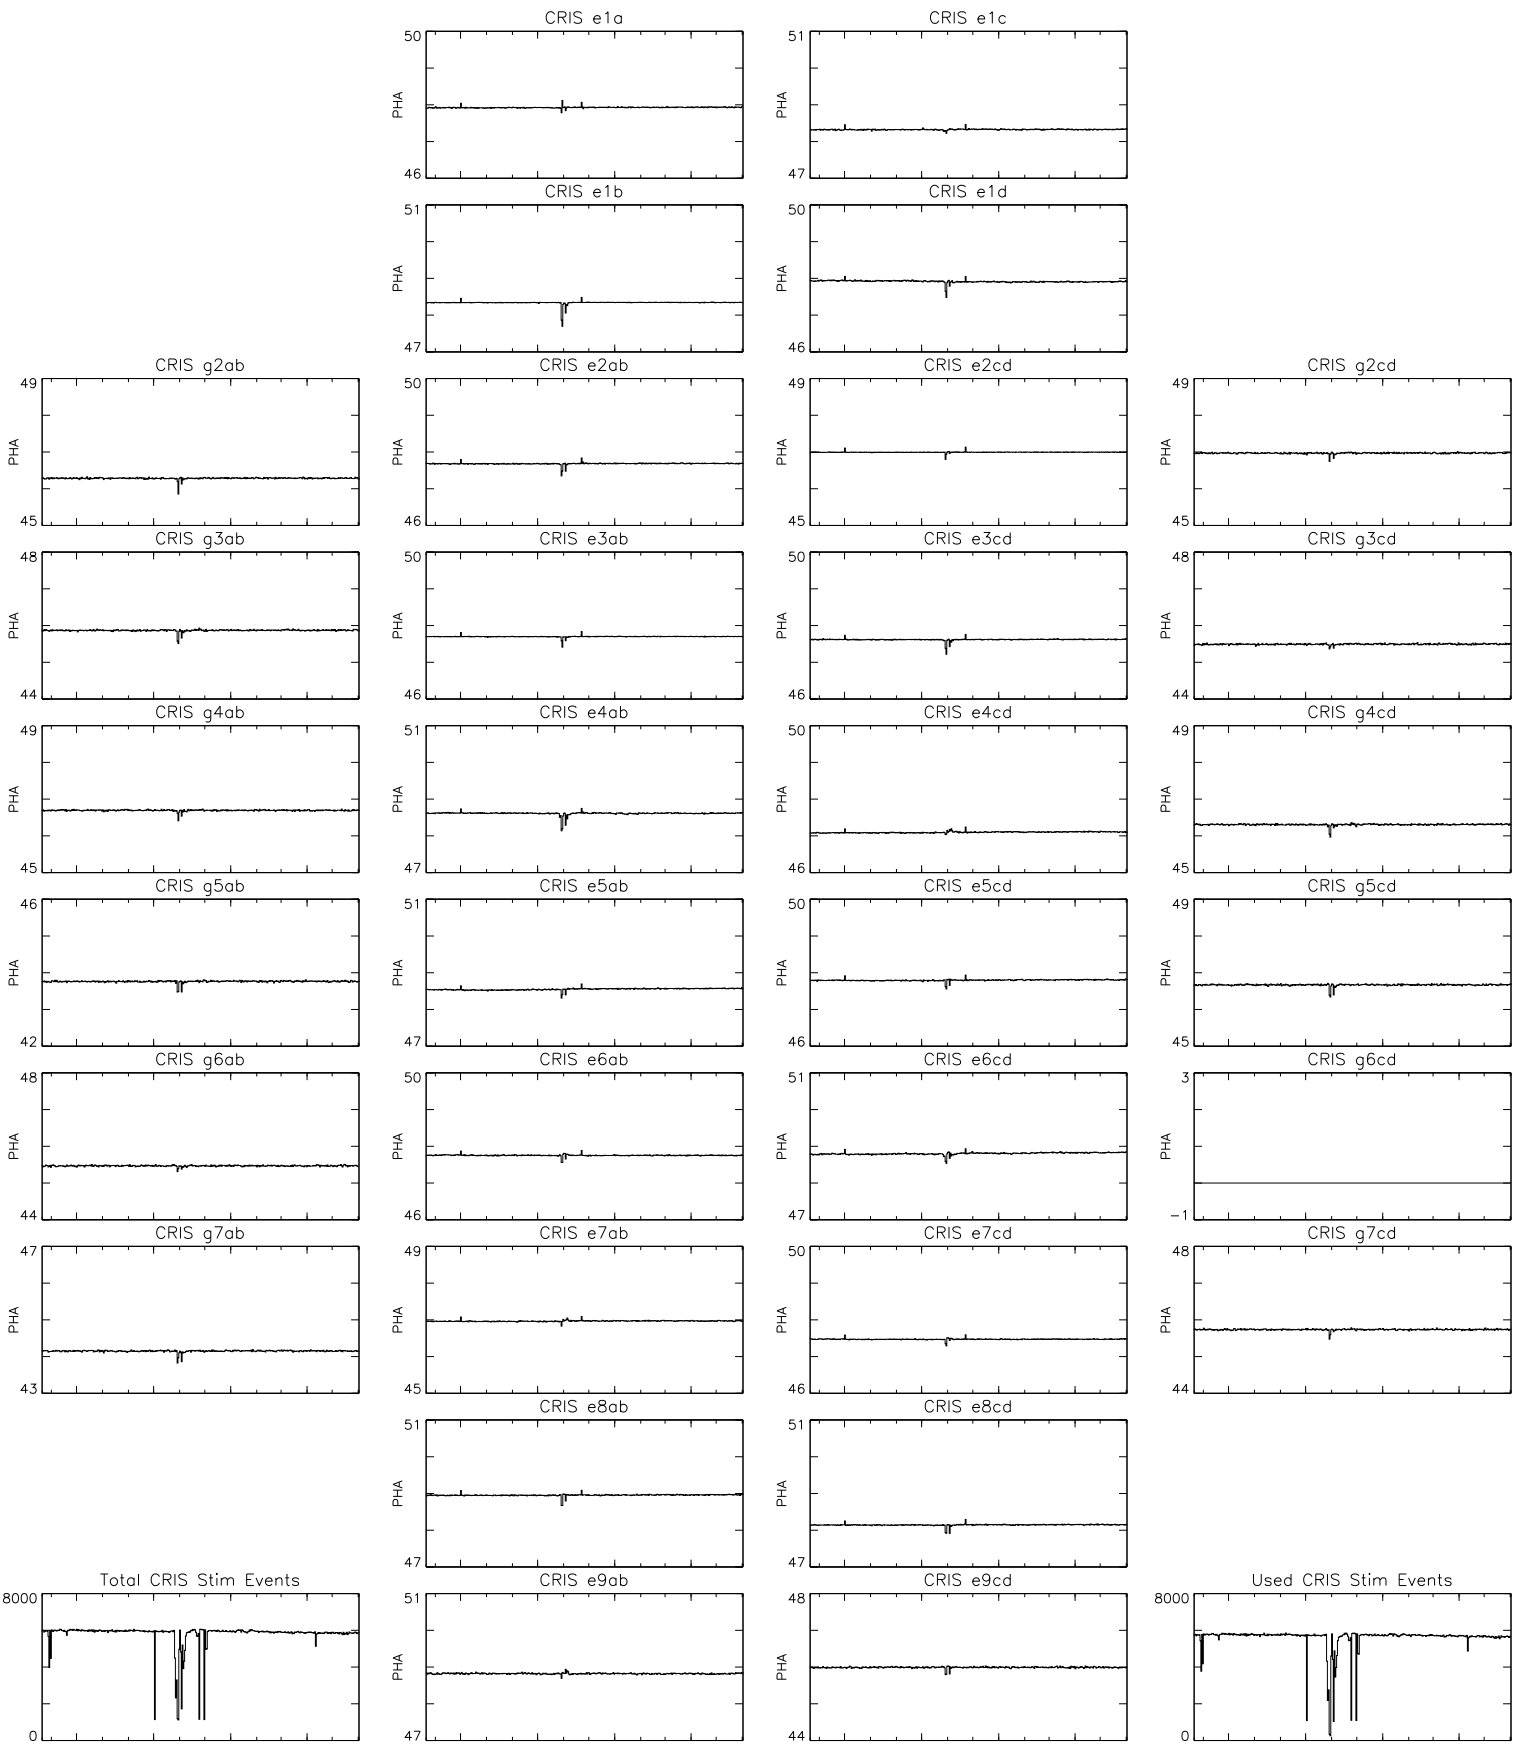 CRIS e1a
CRIS e1c
50
PHA
46
51
PHA
47
CRIS e1b
CRIS e1d
51
PHA
47
50
PHA
46
CRIS g2ab
CRIS e2ab
CRIS e2cd
CRIS g2cd
49
PHA
45
50
PHA
46
49
PHA
45
49
PHA
45
CRIS g3ab
CRIS e3ab
CRIS e3cd
CRIS g3cd
48
PHA
44
50
PHA
46
50
PHA
46
48
PHA
44
CRIS g4ab
CRIS e4ab
CRIS e4cd
CRIS g4cd
49
PHA
45
51
PHA
47
50
PHA
46
49
PHA
45
CRIS g5ab
CRIS e5ab
CRIS e5cd
CRIS g5cd
46
PHA
42
51
PHA
47
50
PHA
46
49
PHA
45
CRIS g6ab
CRIS e6ab
CRIS e6cd
CRIS g6cd
48
PHA
44
50
PHA
46
51
PHA
47
3
PHA
-1
CRIS g7ab
CRIS e7ab
CRIS e7cd
CRIS g7cd
47
PHA
43
49
PHA
45
50
PHA
46
48
PHA
44
CRIS e8ab
CRIS e8cd
51
PHA
47
51
PHA
47
Total CRIS Stim Events
CRIS e9ab
CRIS e9cd
Used CRIS Stim Events
8000
0
51
PHA
47
48
PHA
44
8000
0